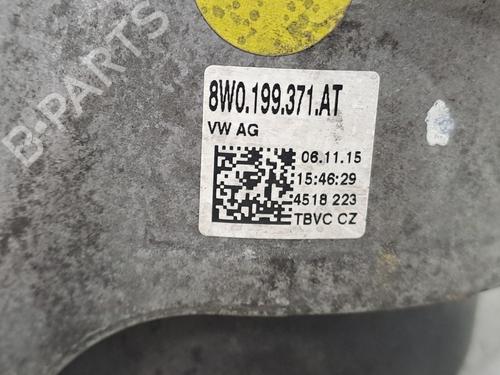 B-PARTS
8W0.199.371.AT
VW AG
06.11.15
15:46:29
4518 223
TBVC CZ